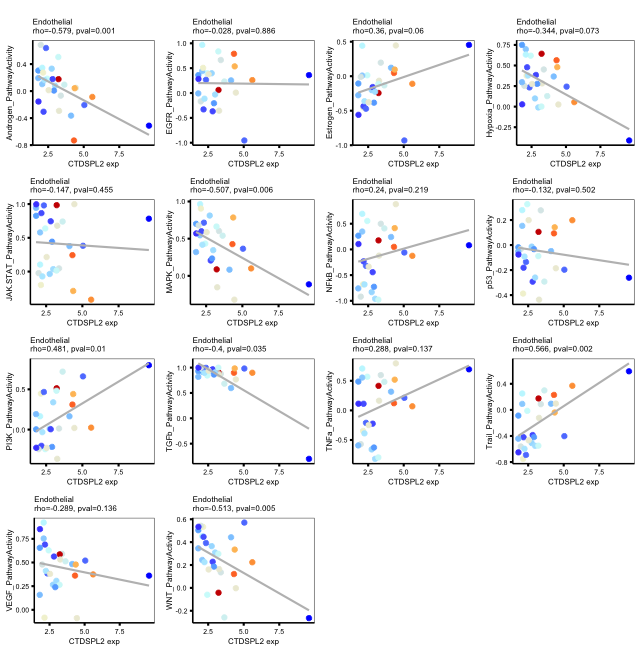 Endothelial
rho=-0.579, pval=0.001
Androgen_PathwayActivity
0.8
0.4
0.0
-0.4
-0.8
2.5
5.0
7.5
CTDSPL2 exp
Endothelial
rho=-0.028, pval=0.886
EGFR_PathwayActivity
1.0
0.5
0.0
-0.5
-1.0
2.5
5.0
7.5
CTDSPL2 exp
Endothelial
rho=0.36, pval=0.06
Estrogen_PathwayActivity
0.5
0.0
-0.5
-1.0
2.5
5.0
7.5
CTDSPL2 exp
Endothelial
rho=-0.344, pval=0.073
Hypoxia_PathwayActivity
0.75
0.50
0.25
0.00
-0.25
2.5
5.0
7.5
CTDSPL2 exp
Endothelial
rho=-0.147, pval=0.455
JAK-STAT_PathwayActivity
1.0
0.5
0.0
2.5
5.0
7.5
CTDSPL2 exp
Endothelial
rho=-0.507, pval=0.006
MAPK_PathwayActivity
1.0
0.5
0.0
2.5
5.0
7.5
CTDSPL2 exp
Endothelial
rho=0.24, pval=0.219
NFkB_PathwayActivity
0.5
0.0
-0.5
-1.0
2.5
5.0
7.5
CTDSPL2 exp
Endothelial
rho=-0.132, pval=0.502
p53_PathwayActivity
0.2
0.0
-0.2
-0.4
2.5
5.0
7.5
CTDSPL2 exp
Endothelial
rho=0.481, pval=0.01
PI3K_PathwayActivity
0.5
0.0
2.5
5.0
7.5
CTDSPL2 exp
Endothelial
rho=-0.4, pval=0.035
TGFb_PathwayActivity
1.0
0.5
0.0
-0.5
2.5
5.0
7.5
CTDSPL2 exp
Endothelial
rho=0.288, pval=0.137
TNFa_PathwayActivity
0.5
0.0
-0.5
2.5
5.0
7.5
CTDSPL2 exp
Endothelial
rho=0.566, pval=0.002
Trail_PathwayActivity
0.4
0.0
-0.4
-0.8
2.5
5.0
7.5
CTDSPL2 exp
Endothelial
rho=-0.289, pval=0.136
VEGF_PathwayActivity
0.75
0.50
0.25
0.00
2.5
5.0
7.5
CTDSPL2 exp
Endothelial
rho=-0.513, pval=0.005
WNT_PathwayActivity
0.6
0.4
0.2
0.0
-0.2
2.5
5.0
7.5
CTDSPL2 exp